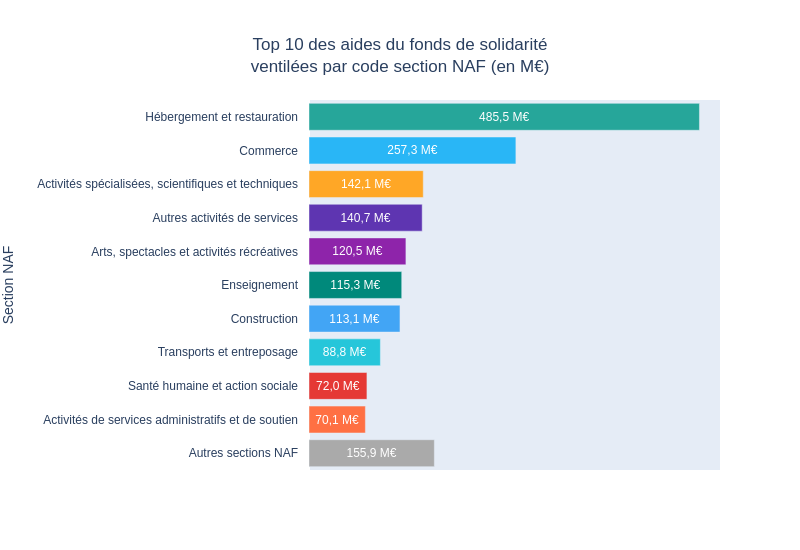 Top 10 des aides du fonds de solidarité
ventilées par code section NAF (en M€)
Section NAF
Hébergement et restauration 485,5 M€
Commerce 257,3 M€
Activités spécialisées, scientifiques et techniques 142,1 M€
Autres activités de services 140,7 M€
Arts, spectacles et activités récréatives 120,5 M€
Enseignement 115,3 M€
Construction 113,1 M€
Transports et entreposage 88,8 M€
Santé humaine et action sociale 72,0 M€
Activités de services administratifs et de soutien 70,1 M€
Autres sections NAF 155,9 M€